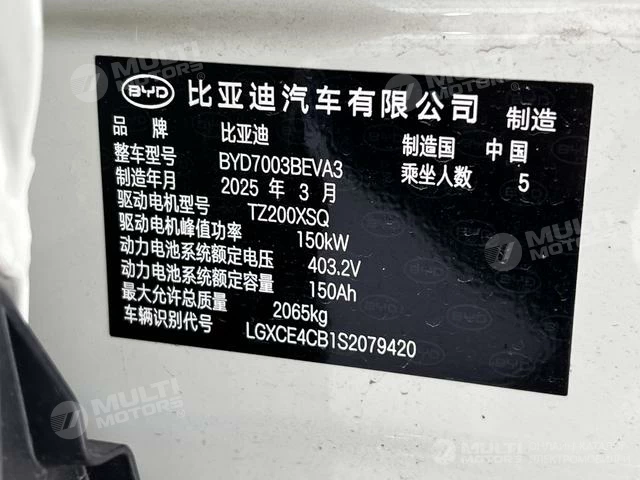 MULTI MOTORS
BYD 比亚迪汽车有限公司 制造
品牌 比亚迪 制造国 中国
整车型号 BYD7003BEVA3 乘坐人数 5
制造年月 2025 年 3 月
驱动电机型号 TZ200XSQ
驱动电机峰值功率 150kW
动力电池系统额定电压 403.2V
动力电池系统额定容量 150Ah
最大允许总质量 2065kg
车辆识别代号 LGXCE4CB1S2079420
MULTI MOTORS
MULTI MOTORS